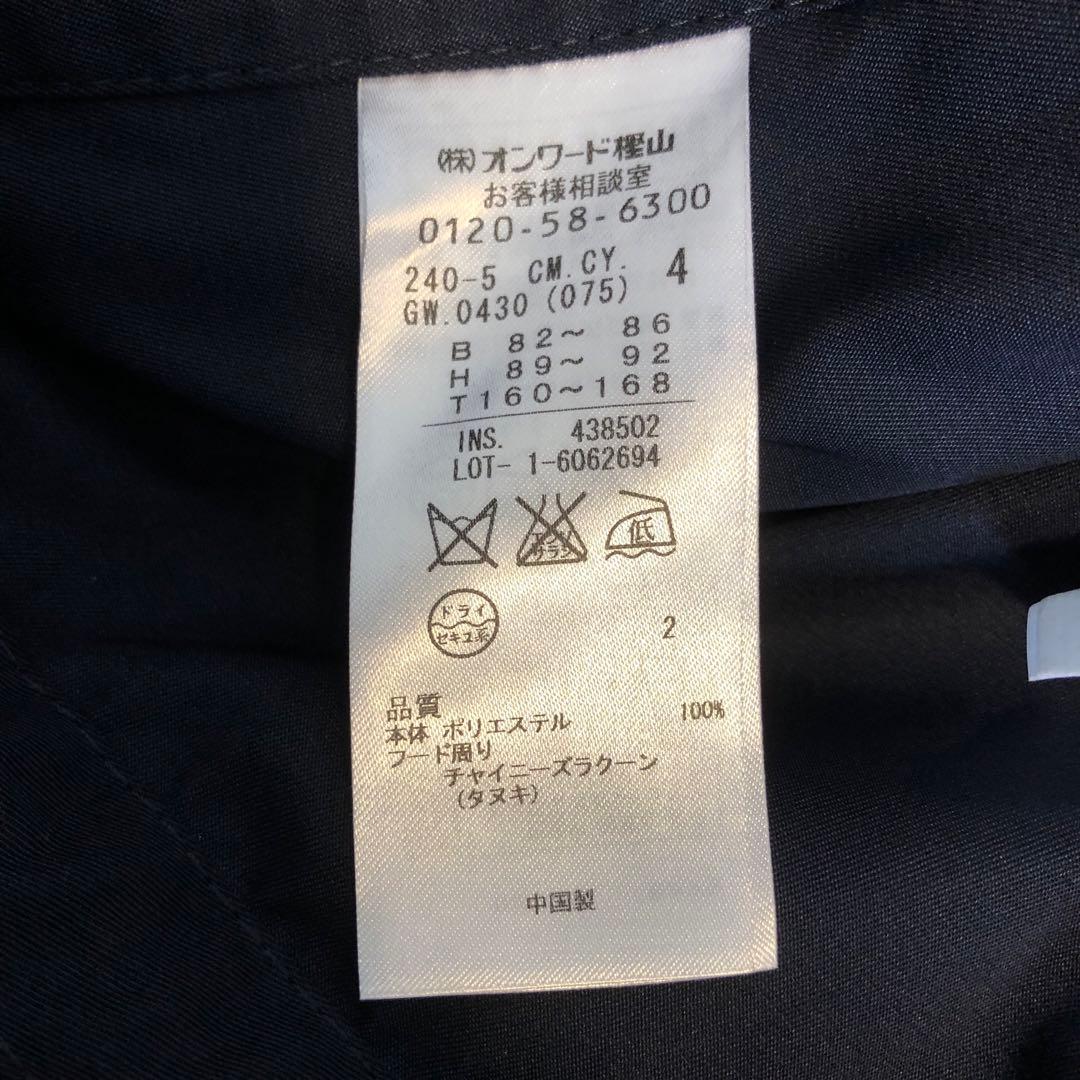 ㈱オンワード樫山
お客様相談室
0120-58-6300
240-5 CM.CY. 4
GW.0430 (075)
B 82～ 86
H 89～ 92
T 160～168
INS. 438502
LOT- 1-6062694
サラシ
低
ドライ
セキユ系
2
品質
本体 ポリエステル 100%
フード周り
チャイニーズラクーン
(タヌキ)
中国製